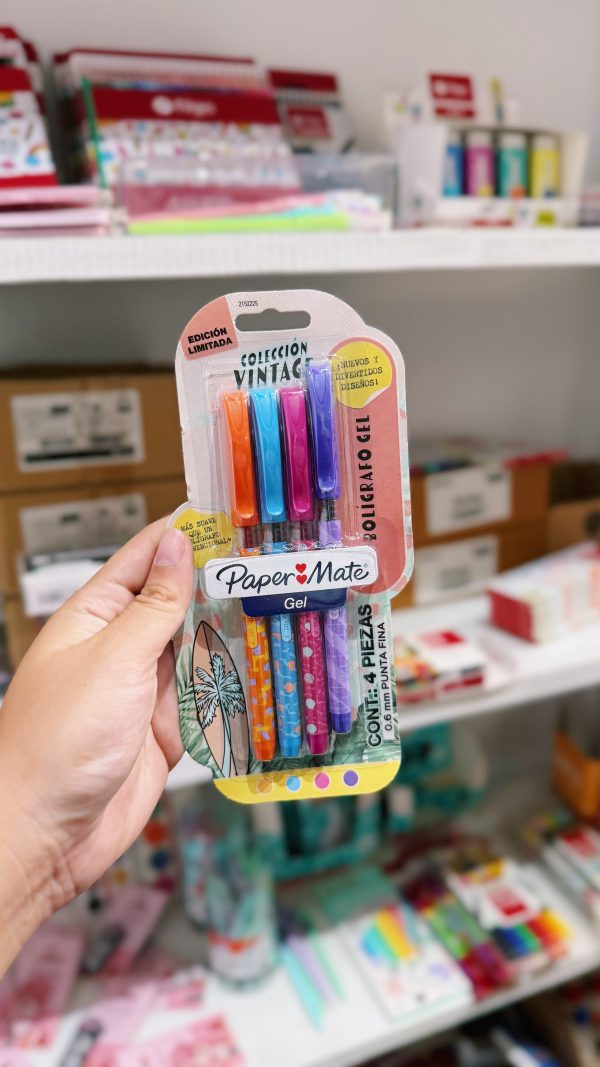 2152225
EDICIÓN
LIMITADA
COLECCIÓN
VINTAGE
¡NUEVOS Y
DIVERTIDOS
DISEÑOS!
BOLÍGRAFO GEL
MÁS SUAVE
QUE UN
BOLÍGRAFO
CONVENCIONAL*
Paper Mate
Gel
CONT.: 4 PIEZAS
0.6 mm PUNTA FINA